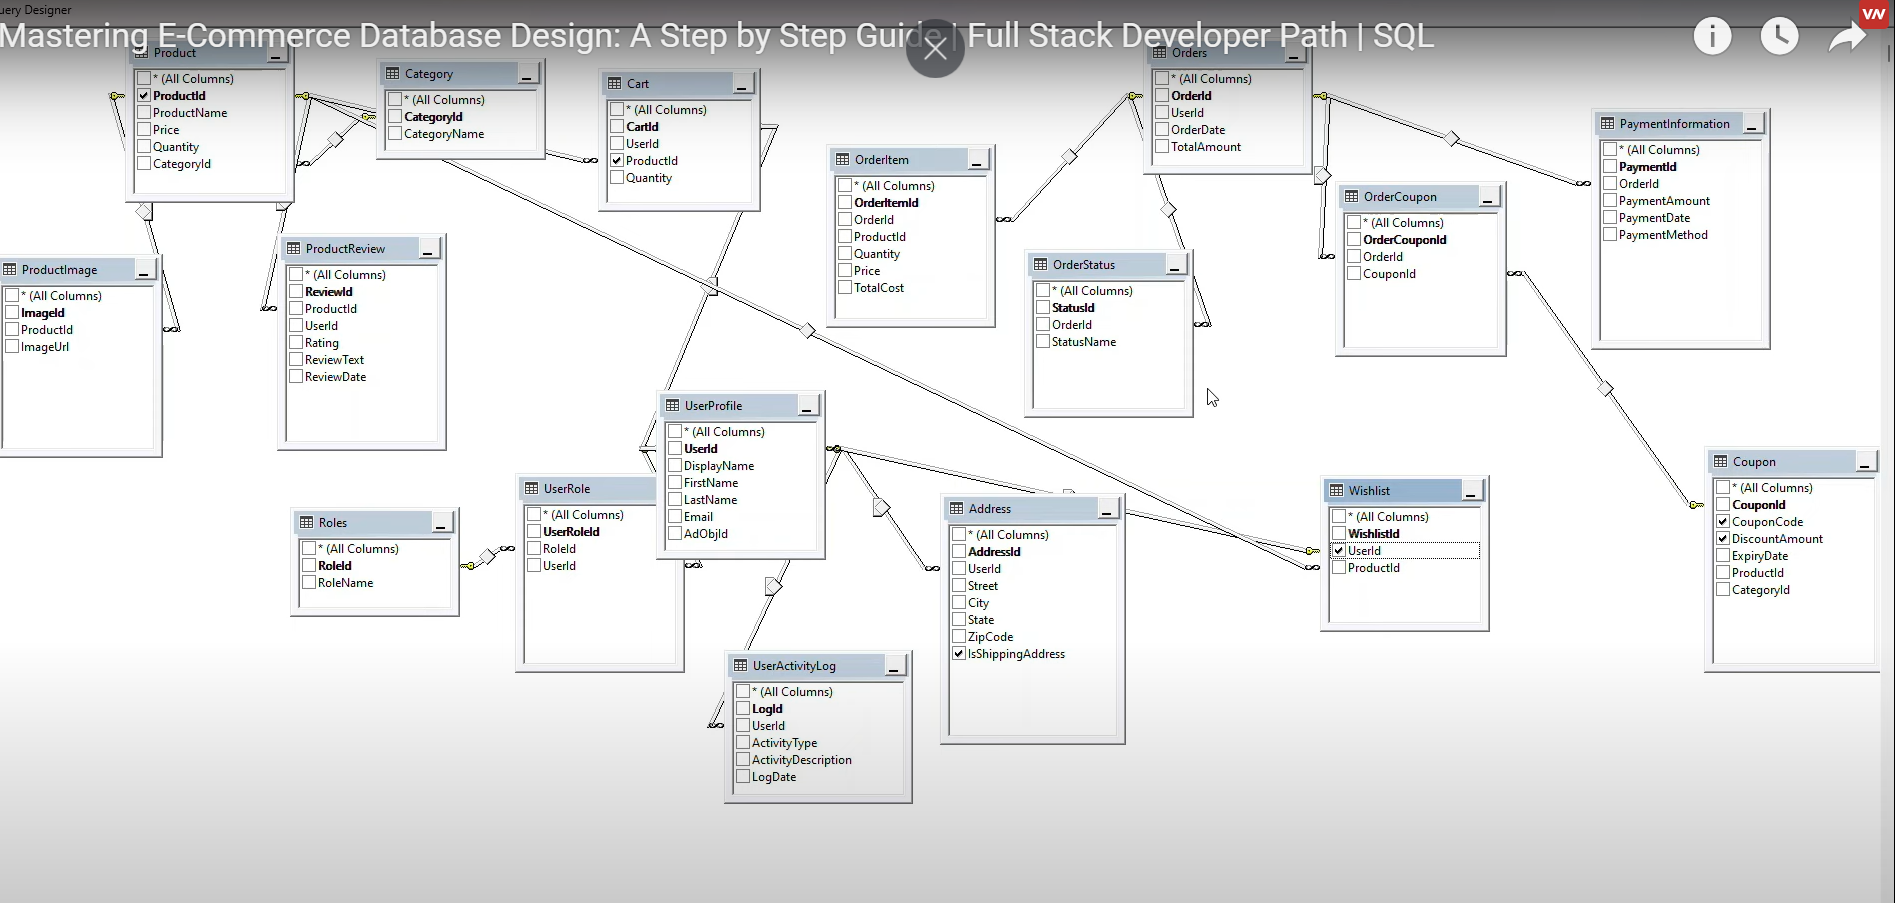 uery Designer
Mastering E-Commerce Database Design: A Step by Step Guide | Full Stack Developer Path | SQL
Product
* (All Columns)
ProductId
ProductName
Price
Quantity
CategoryId
Category
* (All Columns)
CategoryId
CategoryName
Cart
* (All Columns)
CartId
UserId
ProductId
Quantity
OrderItem
* (All Columns)
OrderItemId
OrderId
ProductId
Quantity
Price
TotalCost
Orders
* (All Columns)
OrderId
UserId
OrderDate
TotalAmount
OrderCoupon
* (All Columns)
OrderCouponId
OrderId
CouponId
PaymentInformation
* (All Columns)
PaymentId
OrderId
PaymentAmount
PaymentDate
PaymentMethod
ProductImage
* (All Columns)
ImageId
ProductId
ImageUrl
ProductReview
* (All Columns)
ReviewId
ProductId
UserId
Rating
ReviewText
ReviewDate
OrderStatus
* (All Columns)
StatusId
OrderId
StatusName
UserProfile
* (All Columns)
UserId
DisplayName
FirstName
LastName
Email
AdObjId
Roles
* (All Columns)
RoleId
RoleName
UserRole
* (All Columns)
UserRoleId
RoleId
UserId
Address
* (All Columns)
AddressId
UserId
Street
City
State
ZipCode
IsShippingAddress
Wishlist
* (All Columns)
WishlistId
UserId
ProductId
Coupon
* (All Columns)
CouponId
CouponCode
DiscountAmount
ExpiryDate
ProductId
CategoryId
UserActivityLog
* (All Columns)
LogId
UserId
ActivityType
ActivityDescription
LogDate